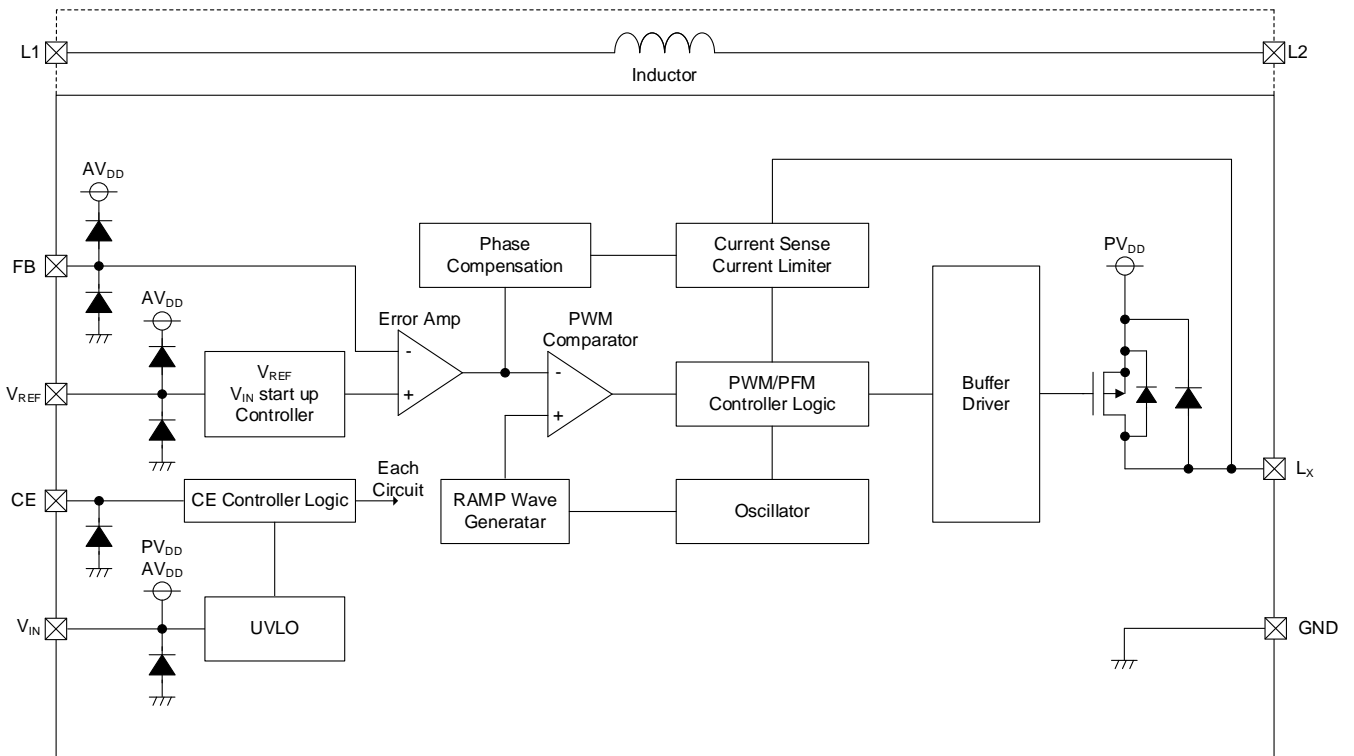 L1
L2
Inductor
AVDD
FB
Phase
Compensation
Current Sense
Current Limiter
PVDD
AVDD
Error Amp
PWM
Comparator
-
+
-
+
VREF
VREF
VIN start up
Controller
PWM/PFM
Controller Logic
Buffer
Driver
LX
CE
CE Controller Logic
Each
Circuit
RAMP Wave
Generatar
Oscillator
PVDD
AVDD
VIN
UVLO
GND